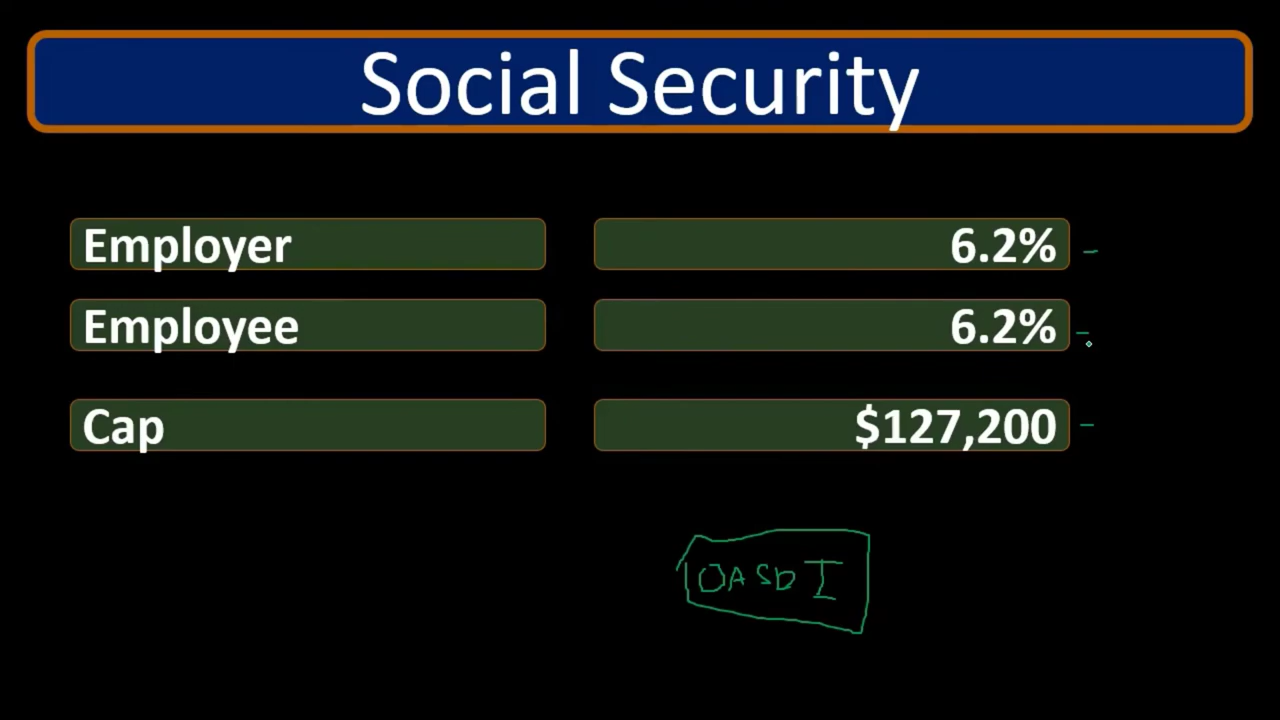 Social Security
Employer 6.2%
Employee 6.2%
Cap $127,200
OASDI